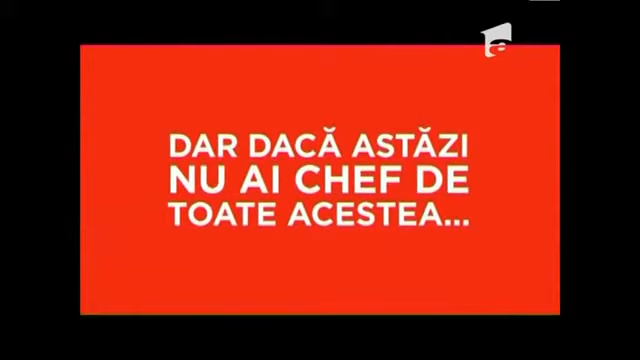 DAR DACĂ ASTĂZI
NU AI CHEF DE
TOATE ACESTEA...
a